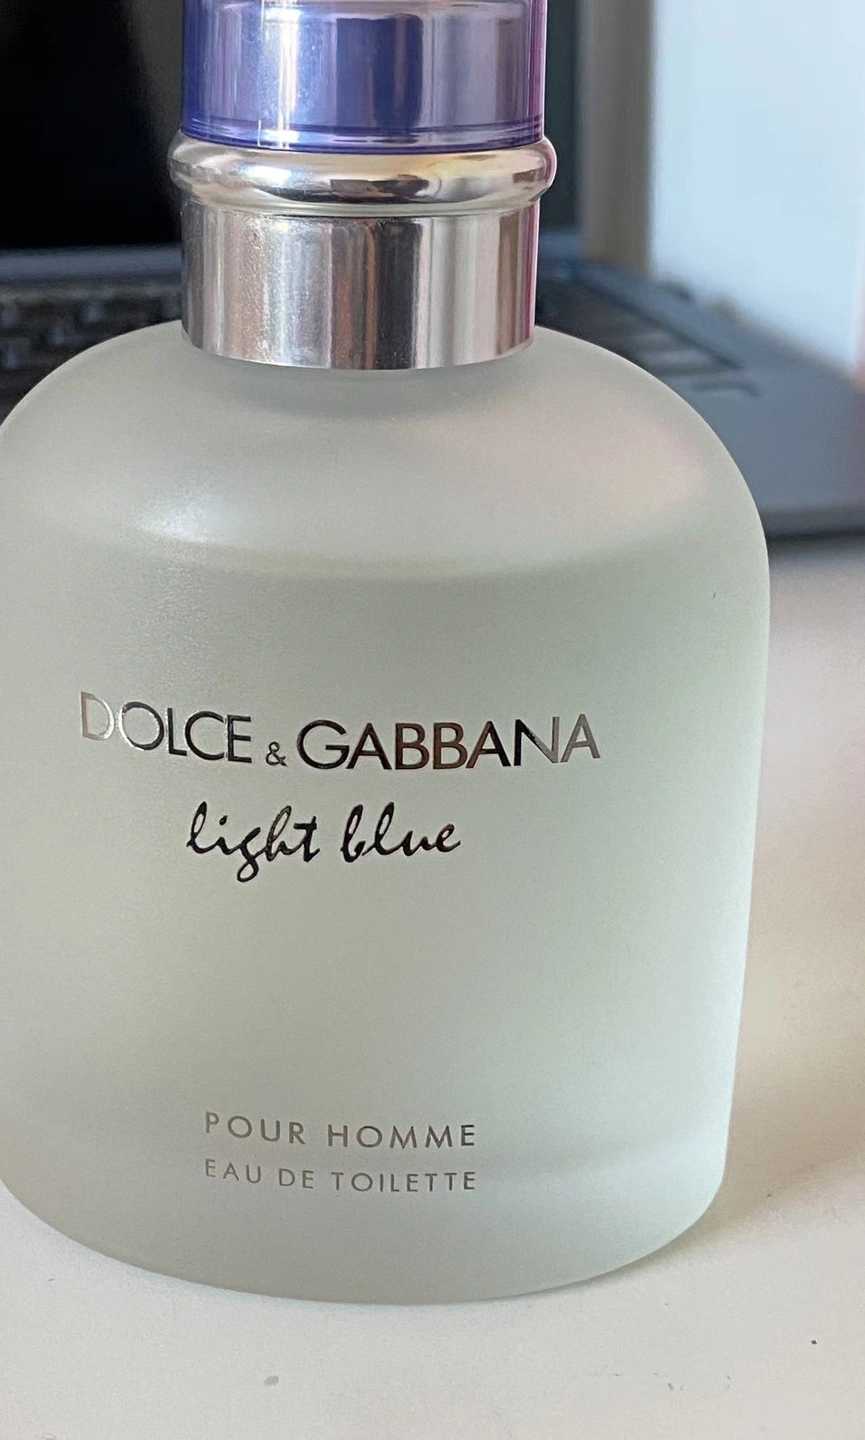 DOLCE & GABBANA
light blue
POUR HOMME
EAU DE TOILETTE